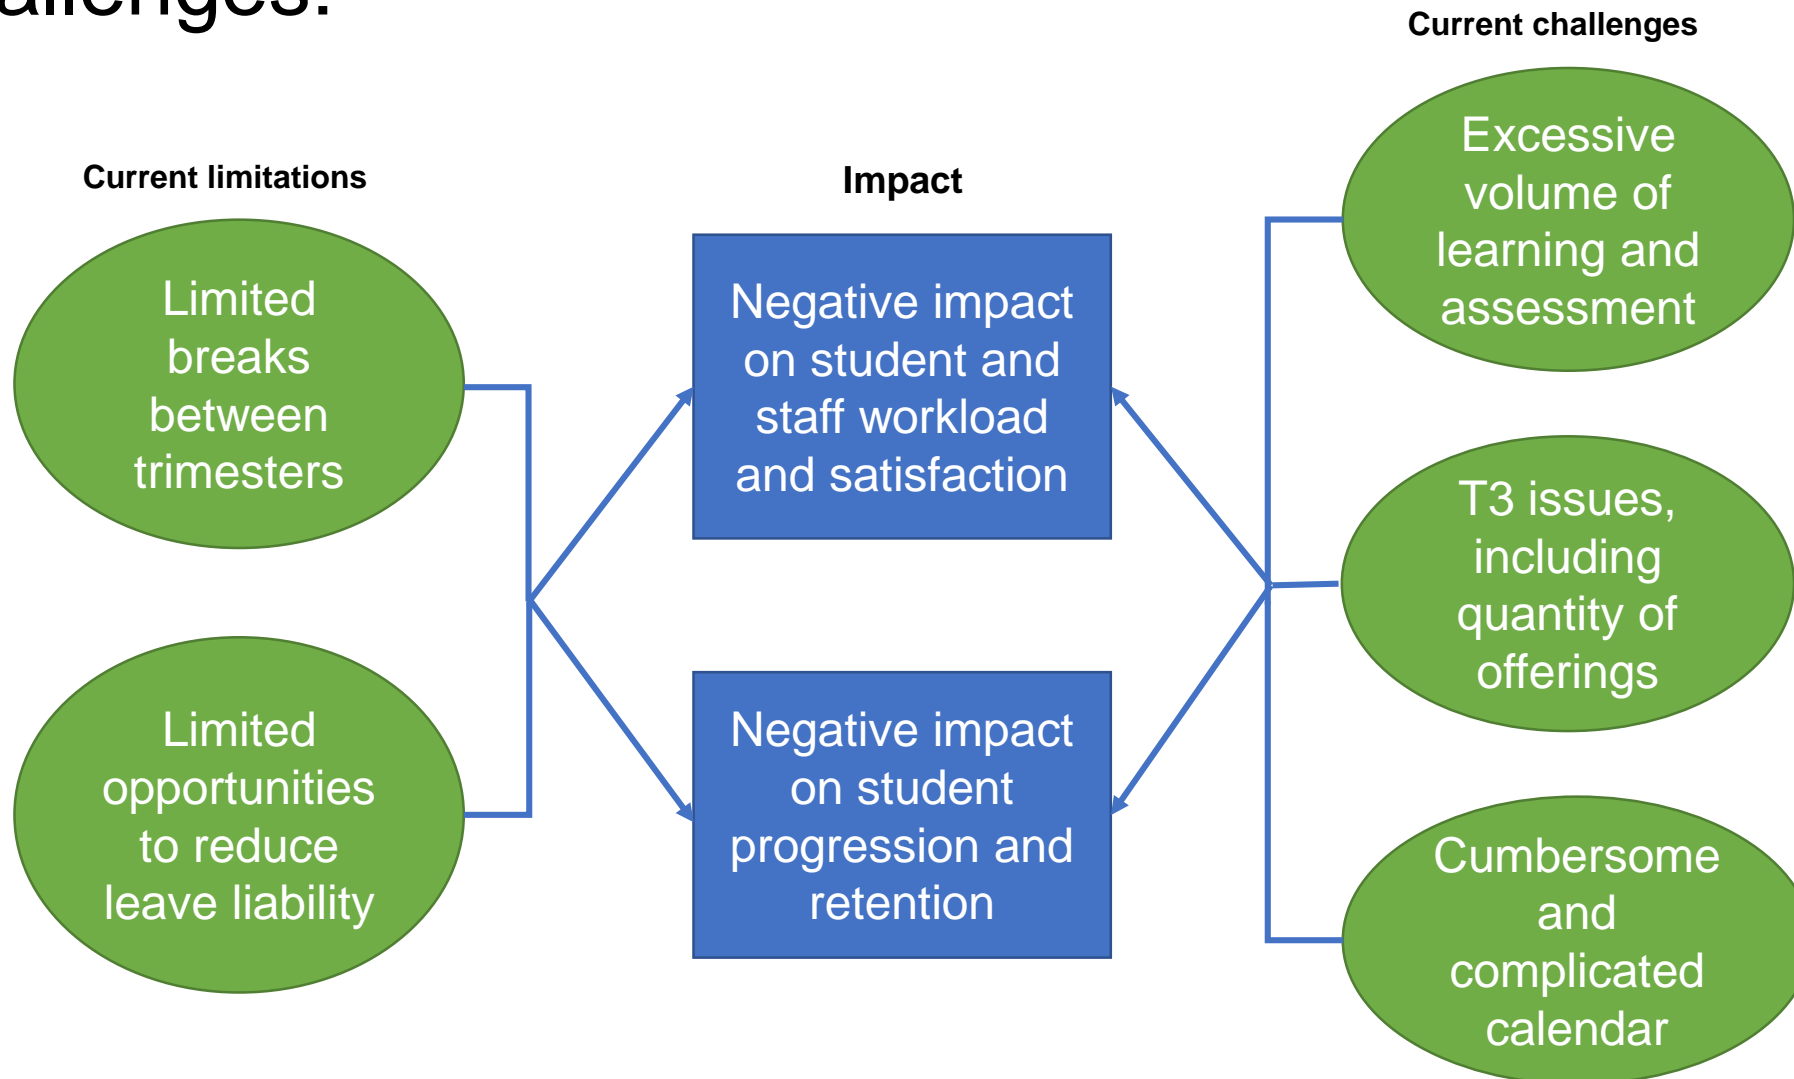 Current challenges
Current limitations
Limited
breaks
between
trimesters
Limited
opportunities
to reduce
leave liability
Impact
Negative impact
on student and
staff workload
and satisfaction
Negative impact
on student
progression and
retention
Excessive
volume of
learning and
assessment
T3 issues,
including
quantity of
offerings
Cumbersome
and
complicated
calendar